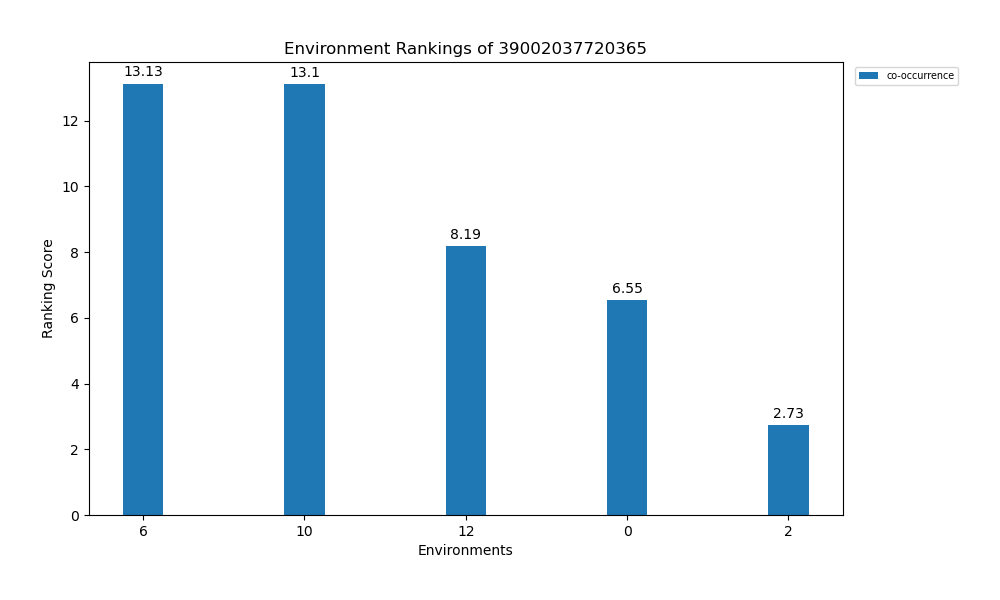 Environment Rankings of 39002037720365
co-occurrence
13.13
13.1
8.19
6.55
2.73
12
10
8
6
4
2
0
Ranking Score
6 10 12 0 2
Environments